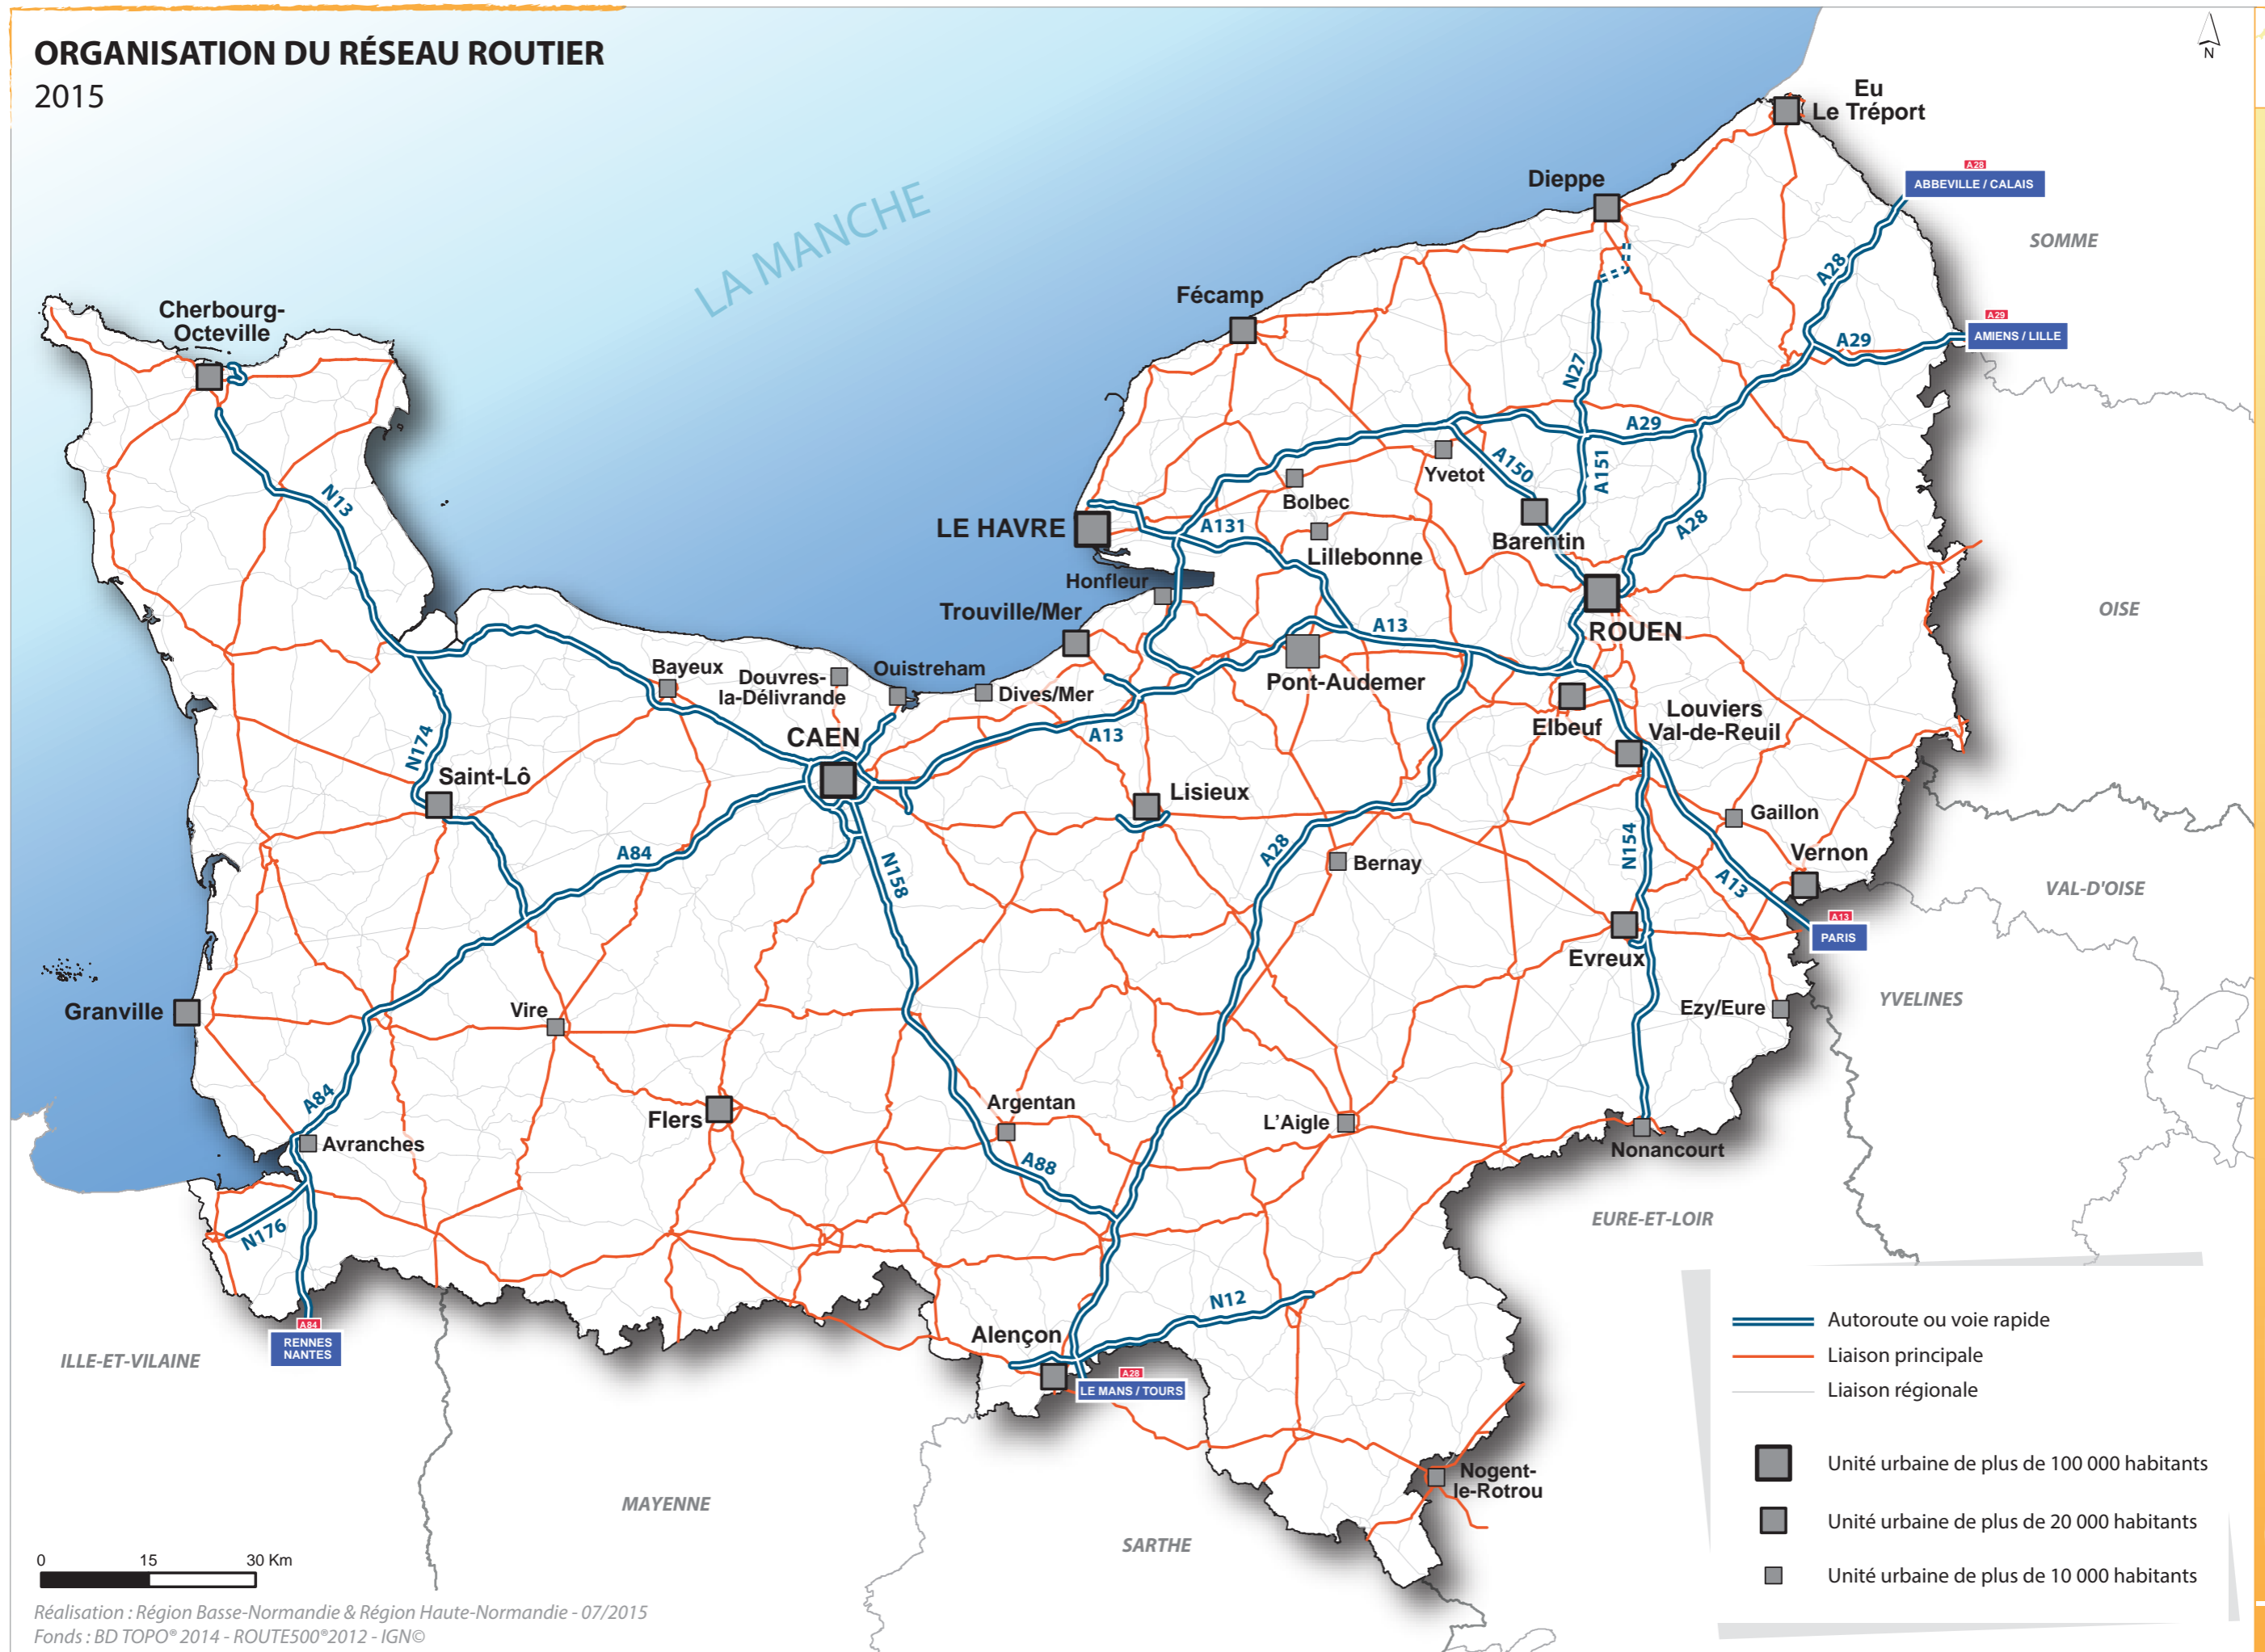 ORGANISATION DU RÉSEAU ROUTIER
2015
N
LA MANCHE
Eu
Le Tréport
A28
ABBEVILLE / CALAIS
Dieppe
SOMME
A28
Fécamp
Cherbourg-
Octeville
A29
AMIENS / LILLE
A29
N27
A29
A150
A151
Yvetot
Bolbec
N13
LE HAVRE
A131
A28
Barentin
Lillebonne
Honfleur
Trouville/Mer
OISE
A13
ROUEN
Bayeux
Douvres-
la-Délivrande
Ouistreham
Dives/Mer
Pont-Audemer
Elbeuf
Louviers
Val-de-Reuil
CAEN
A13
N174
Saint-Lô
Lisieux
Gaillon
A84
N158
A28
Bernay
N154
Vernon
A13
VAL-D'OISE
A13
PARIS
Evreux
Granville
Vire
Ezy/Eure
YVELINES
A84
Flers
Argentan
L'Aigle
Avranches
Nonancourt
A88
N176
EURE-ET-LOIR
N12
A84
RENNES
NANTES
Alençon
A28
LE MANS / TOURS
ILLE-ET-VILAINE
Autoroute ou voie rapide
Liaison principale
Liaison régionale
Unité urbaine de plus de 100 000 habitants
Unité urbaine de plus de 20 000 habitants
Unité urbaine de plus de 10 000 habitants
Nogent-
le-Rotrou
MAYENNE
SARTHE
0 15 30 Km
Réalisation : Région Basse-Normandie & Région Haute-Normandie - 07/2015
Fonds : BD TOPO® 2014 - ROUTE500®2012 - IGN©